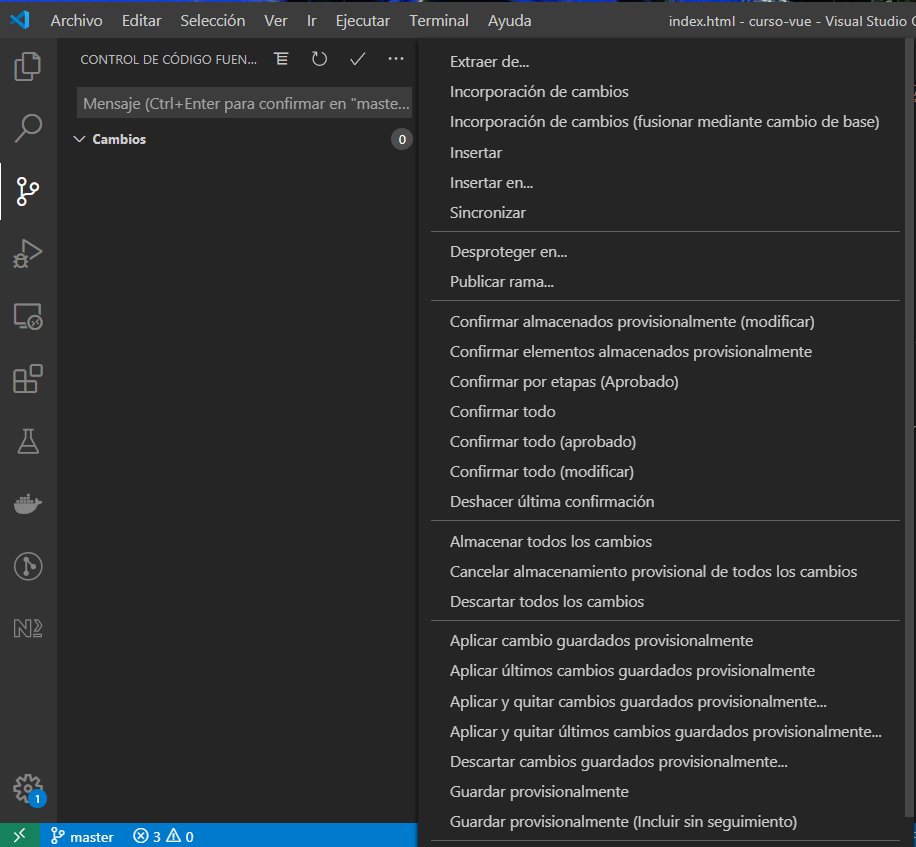 Archivo Editar Selección Ver Ir Ejecutar Terminal Ayuda index.html - curso-vue - Visual Studio
CONTROL DE CÓDIGO FUEN...
Mensaje (Ctrl+Enter para confirmar en "maste...
Cambios 0
Extraer de...
Incorporación de cambios
Incorporación de cambios (fusionar mediante cambio de base)
Insertar
Insertar en...
Sincronizar
Desproteger en...
Publicar rama...
Confirmar almacenados provisionalmente (modificar)
Confirmar elementos almacenados provisionalmente
Confirmar por etapas (Aprobado)
Confirmar todo
Confirmar todo (aprobado)
Confirmar todo (modificar)
Deshacer última confirmación
Almacenar todos los cambios
Cancelar almacenamiento provisional de todos los cambios
Descartar todos los cambios
Aplicar cambio guardados provisionalmente
Aplicar últimos cambios guardados provisionalmente
Aplicar y quitar cambios guardados provisionalmente...
Aplicar y quitar últimos cambios guardados provisionalmente...
Descartar cambios guardados provisionalmente...
Guardar provisionalmente
Guardar provisionalmente (Incluir sin seguimiento)
1
master 3 0